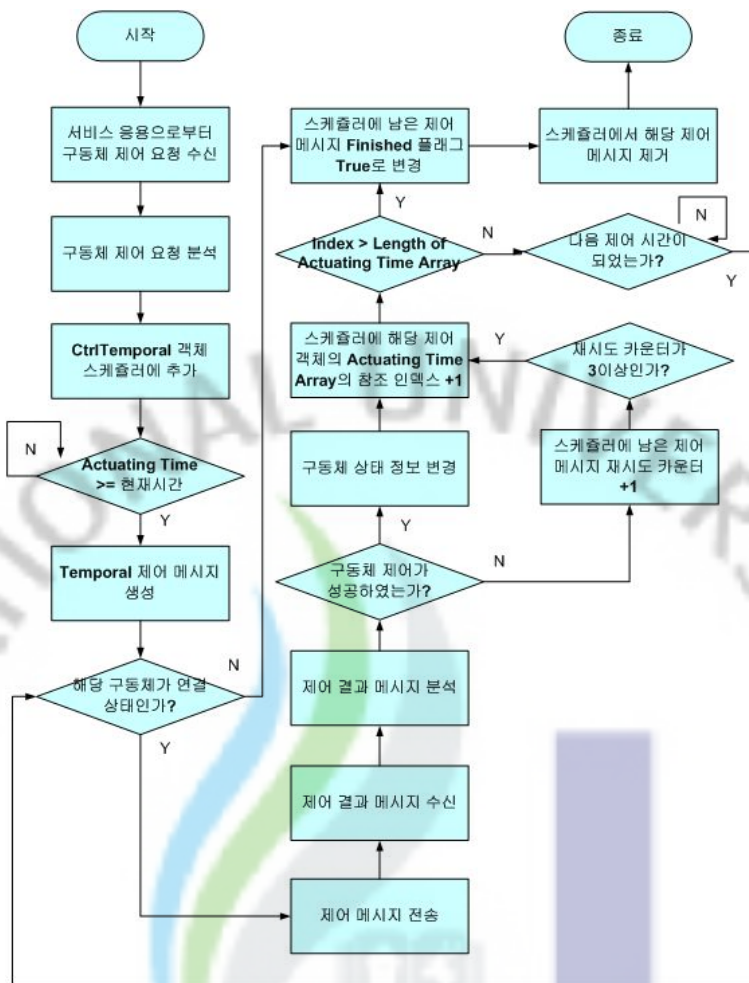 시작
서비스 응용으로부터
구동체 제어 요청 수신
구동체 제어 요청 분석
CtrlTemporal 객체
스케쥴러에 추가
N
Actuating Time
>= 현재시간
Y
Temporal 제어 메시지
생성
해당 구동체가 연결
상태인가?
N
Y
종료
스케쥴러에 남은 제어
메시지 Finished 플래그
True로 변경
스케쥴러에서 해당 제어
메시지 제거
Y
Index > Length of
Actuating Time Array
N
다음 제어 시간이
되었는가?
N
Y
스케쥴러에 해당 제어
객체의 Actuating Time
Array의 참조 인덱스 +1
Y
재시도 카운터가
3이상인가?
구동체 상태 정보 변경
스케쥴러에 남은 제어
메시지 재시도 카운터
+1
Y
구동체 제어가
성공하였는가?
N
제어 결과 메시지 분석
제어 결과 메시지 수신
제어 메시지 전송